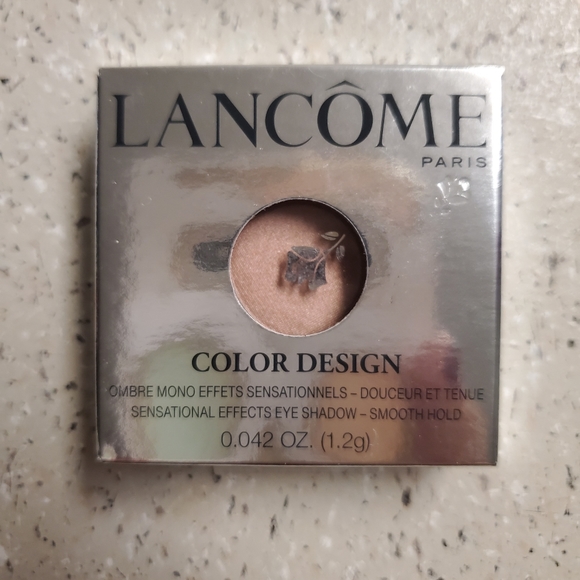 LANCÔME
PARIS
COLOR DESIGN
OMBRE MONO EFFETS SENSATIONNELS – DOUCEUR ET TENUE
SENSATIONAL EFFECTS EYE SHADOW – SMOOTH HOLD
0.042 OZ. (1.2g)